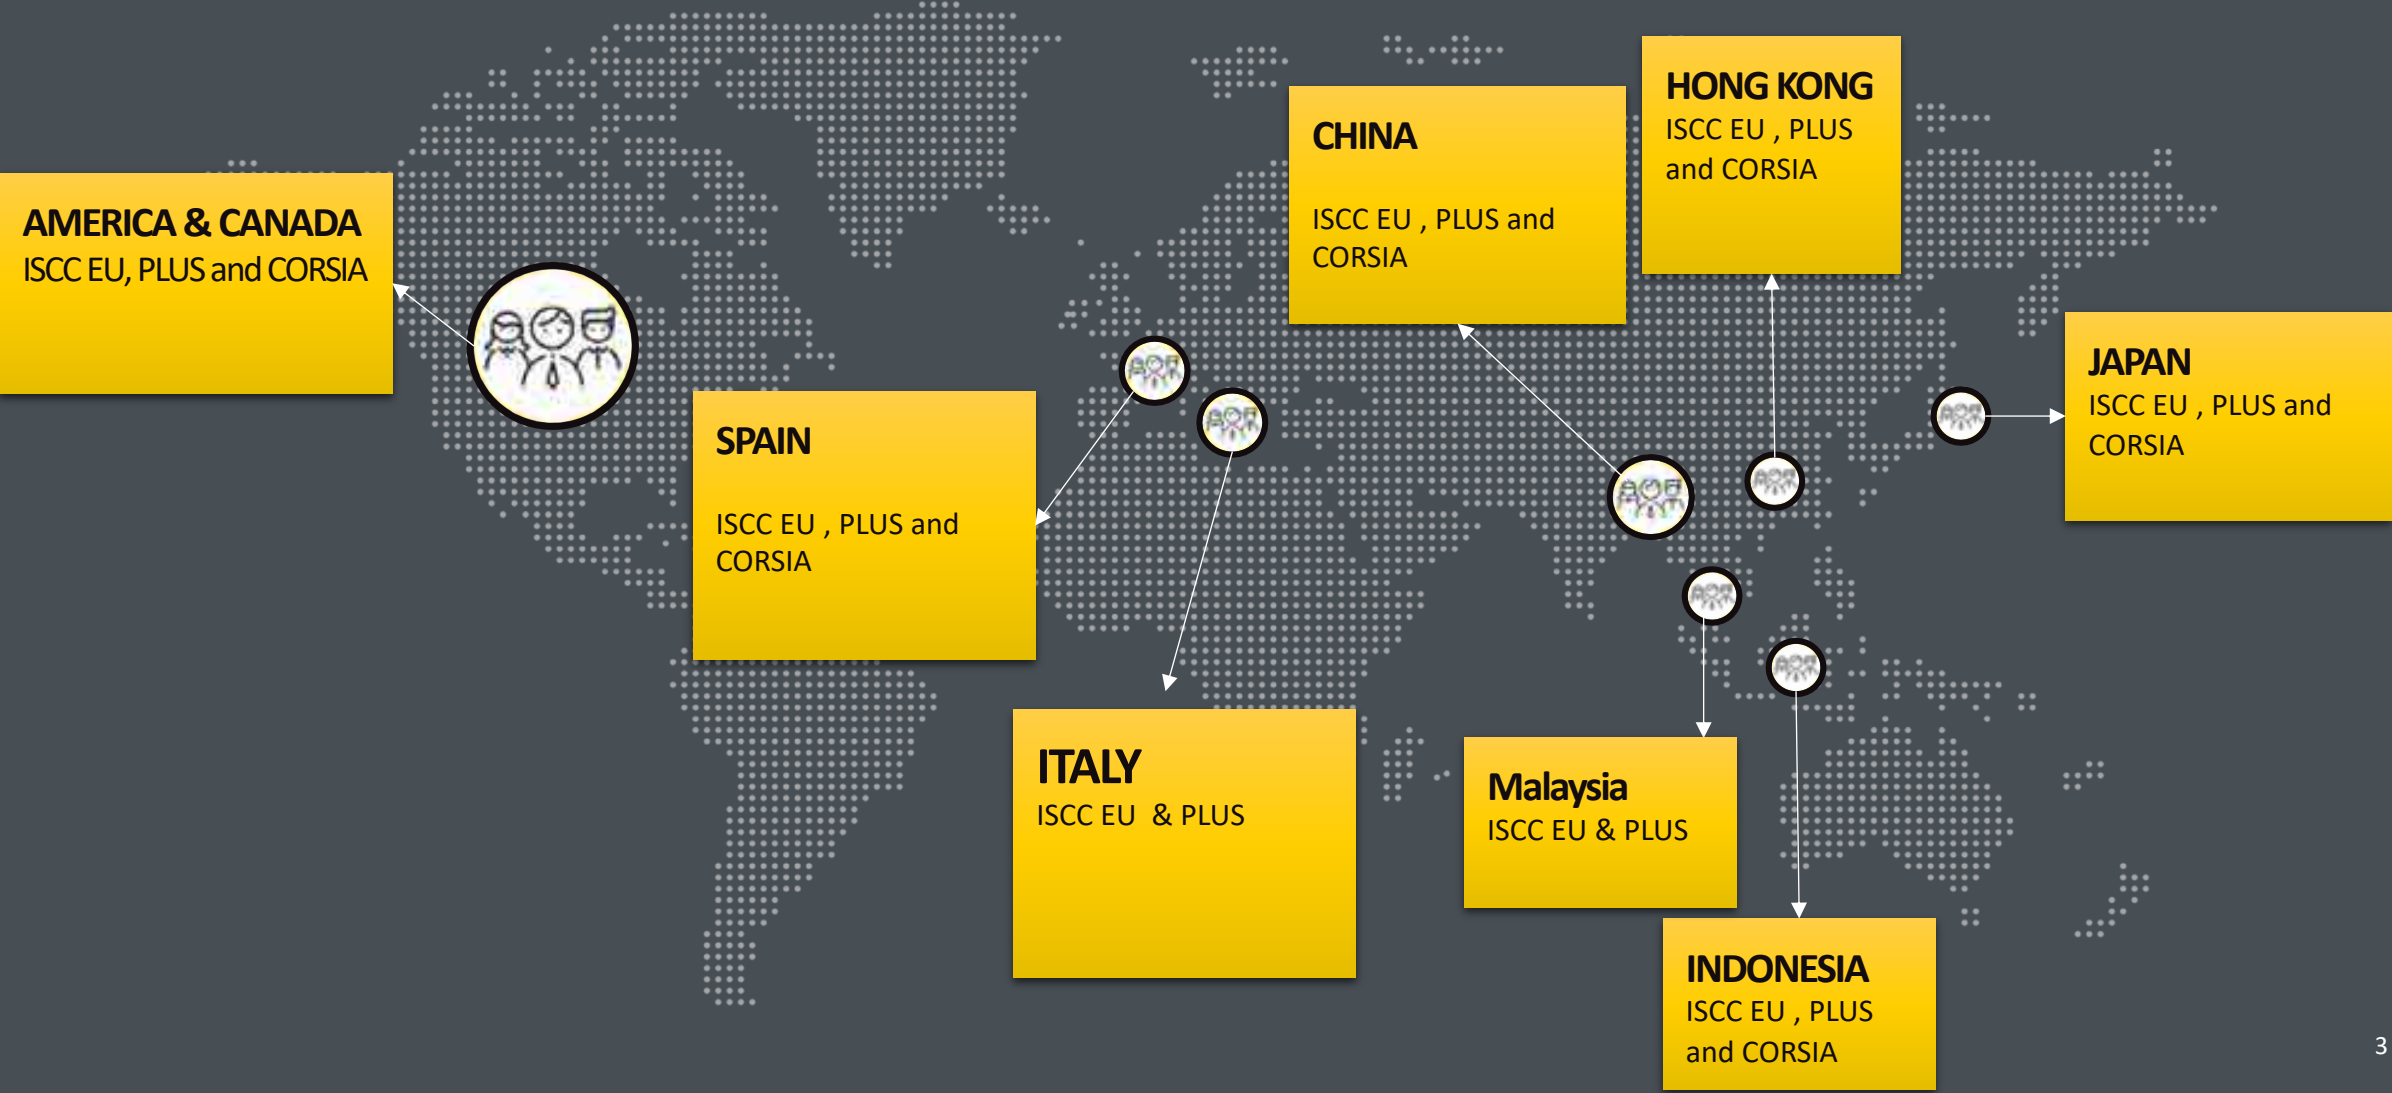 AMERICA & CANADA
ISCC EU, PLUS and CORSIA
SPAIN
ISCC EU , PLUS and
CORSIA
ITALY
ISCC EU & PLUS
CHINA
ISCC EU , PLUS and
CORSIA
HONG KONG
ISCC EU , PLUS
and CORSIA
JAPAN
ISCC EU , PLUS and
CORSIA
Malaysia
ISCC EU & PLUS
INDONESIA
ISCC EU , PLUS
and CORSIA
3